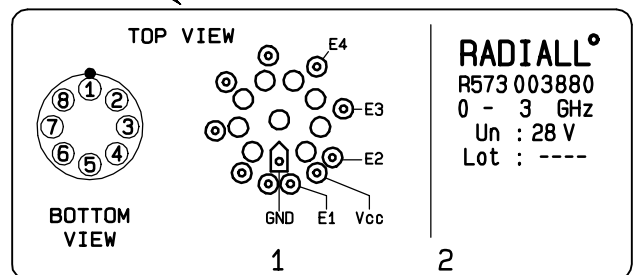 TOP VIEW
1
2
3
4
5
6
7
8
BOTTOM
VIEW
E4
E3
E2
GND E1 Vcc
1
RADIALL°
R573 003880
0 - 3 GHz
Un : 28 V
Lot : ----
2